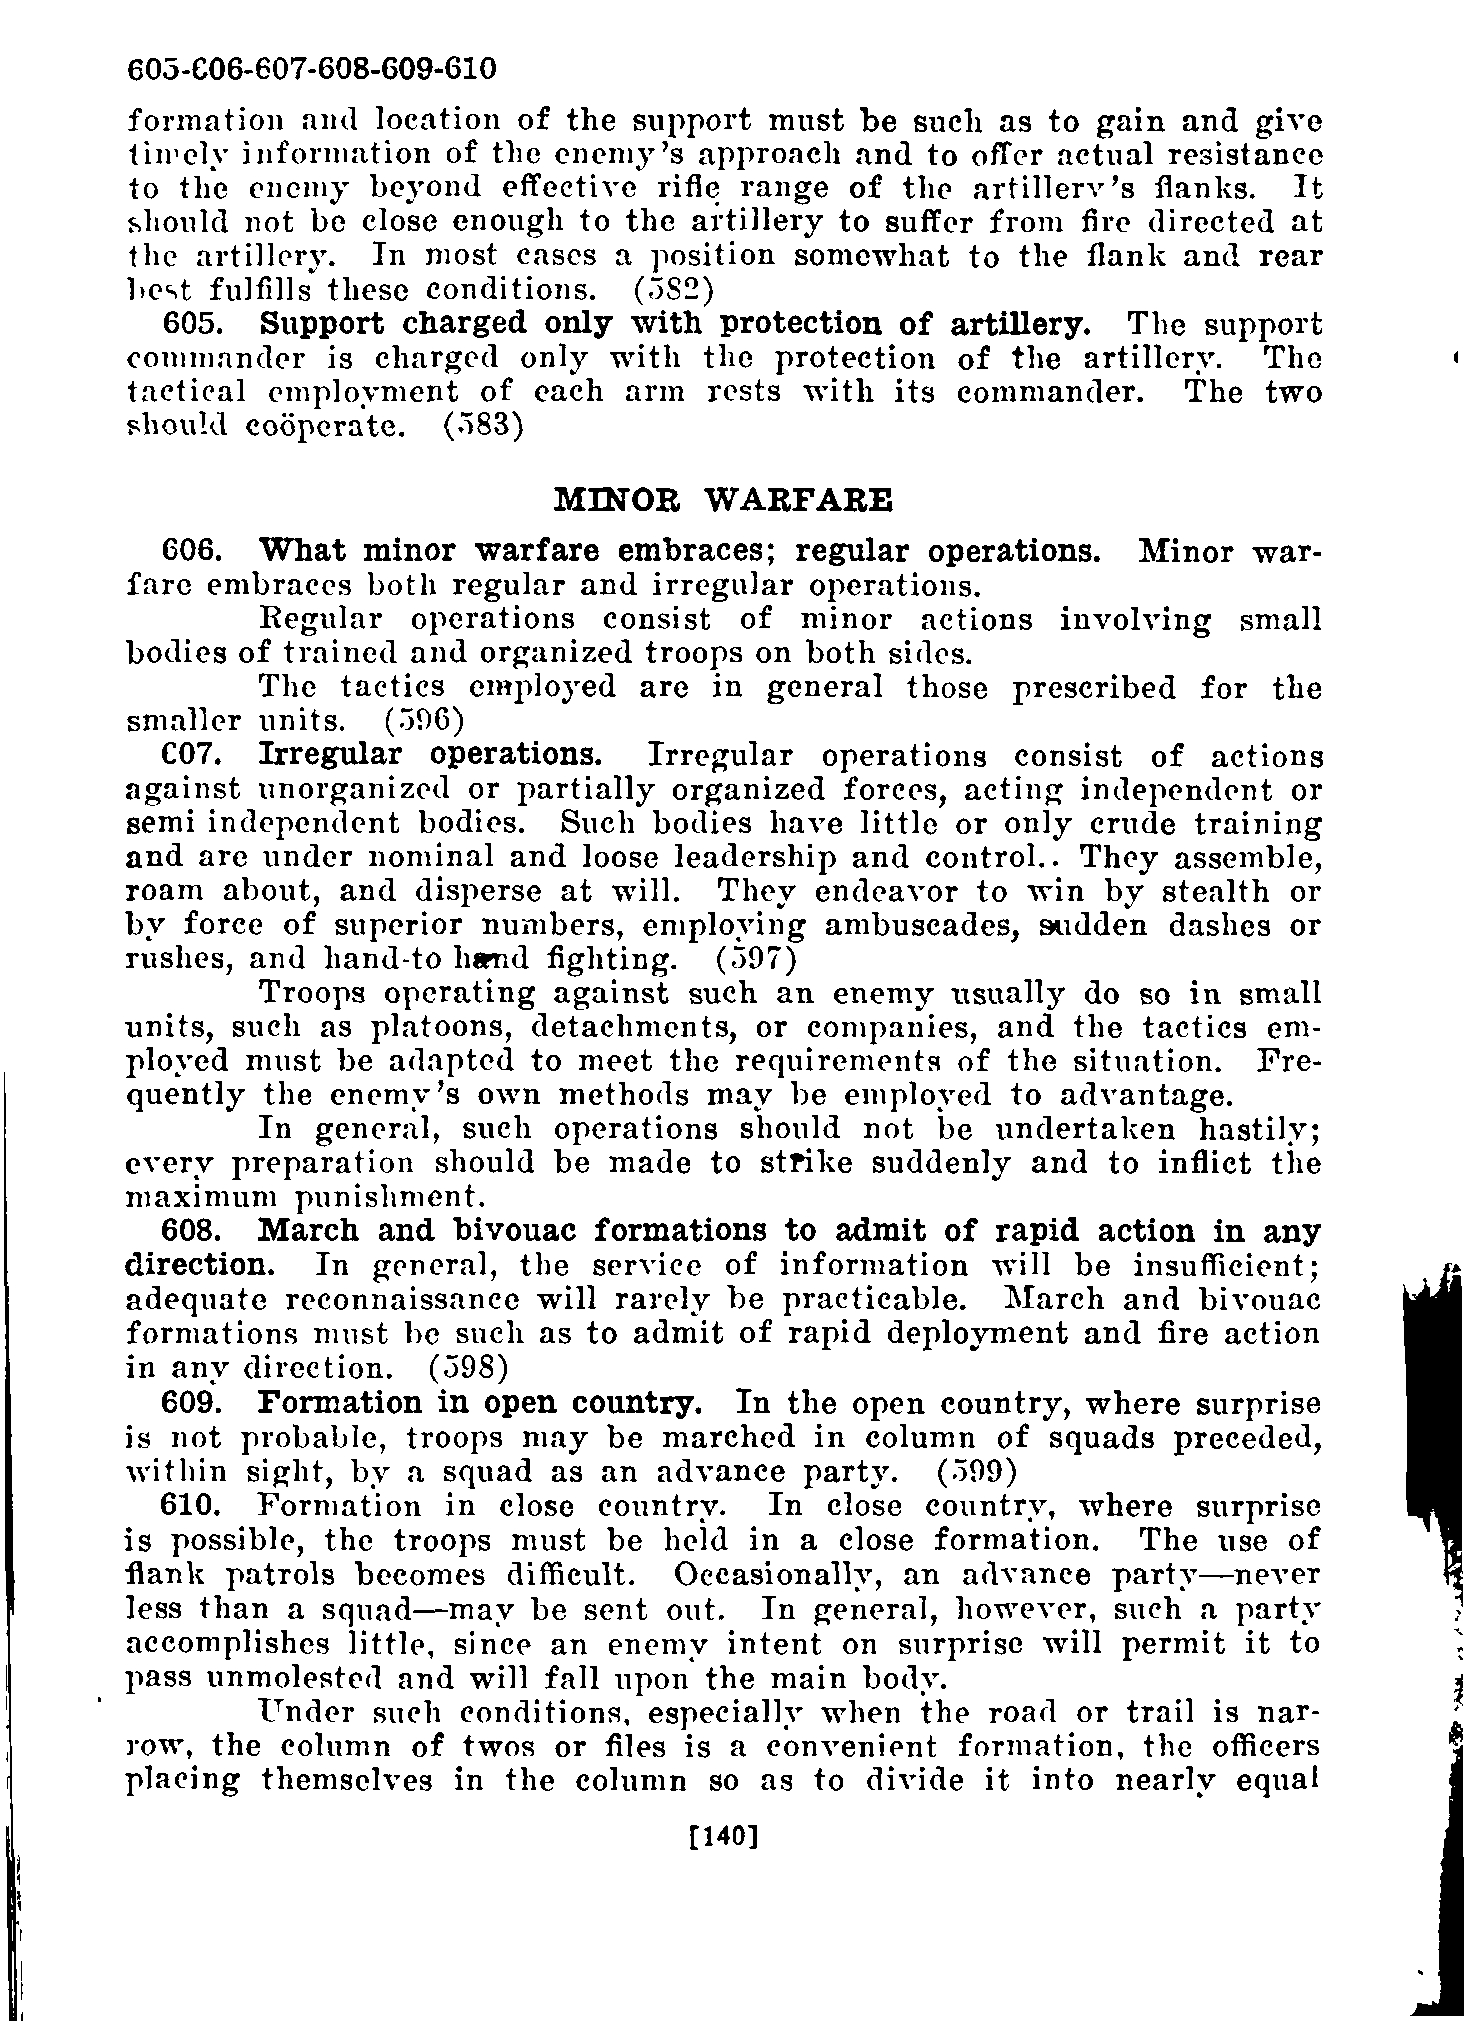 605-606-607-608-609-610
formation and location of the support must be such as to gain and give
timely information of the enemy's approach and to offer actual resistance
to the enemy beyond effective rifle range of the artillery's flanks. It
should not be close enough to the artillery to suffer from fire directed at
the artillery. In most cases a position somewhat to the flank and rear
best fulfills these conditions. (582)
605. Support charged only with protection of artillery. The support
commander is charged only with the protection of the artillery. The
tactical employment of each arm rests with its commander. The two
should coöperate. (583)
MINOR WARFARE
606. What minor warfare embraces; regular operations. Minor war-
fare embraces both regular and irregular operations.
Regular operations consist of minor actions involving small
bodies of trained and organized troops on both sides.
The tactics employed are in general those prescribed for the
smaller units. (596)
607. Irregular operations. Irregular operations consist of actions
against unorganized or partially organized forces, acting independent or
semi independent bodies. Such bodies have little or only crude training
and are under nominal and loose leadership and control.. They assemble,
roam about, and disperse at will. They endeavor to win by stealth or
by force of superior numbers, employing ambuscades, sudden dashes or
rushes, and hand-to hand fighting. (597)
Troops operating against such an enemy usually do so in small
units, such as platoons, detachments, or companies, and the tactics em-
ployed must be adapted to meet the requirements of the situation. Fre-
quently the enemy's own methods may be employed to advantage.
In general, such operations should not be undertaken hastily;
every preparation should be made to strike suddenly and to inflict the
maximum punishment.
608. March and bivouac formations to admit of rapid action in any
direction. In general, the service of information will be insufficient;
adequate reconnaissance will rarely be practicable. March and bivouac
formations must be such as to admit of rapid deployment and fire action
in any direction. (598)
609. Formation in open country. In the open country, where surprise
is not probable, troops may be marched in column of squads preceded,
within sight, by a squad as an advance party. (599)
610. Formation in close country. In close country, where surprise
is possible, the troops must be held in a close formation. The use of
flank patrols becomes difficult. Occasionally, an advance party—never
less than a squad—may be sent out. In general, however, such a party
accomplishes little, since an enemy intent on surprise will permit it to
pass unmolested and will fall upon the main body.
Under such conditions, especially when the road or trail is nar-
row, the column of twos or files is a convenient formation, the officers
placing themselves in the column so as to divide it into nearly equal
[140]